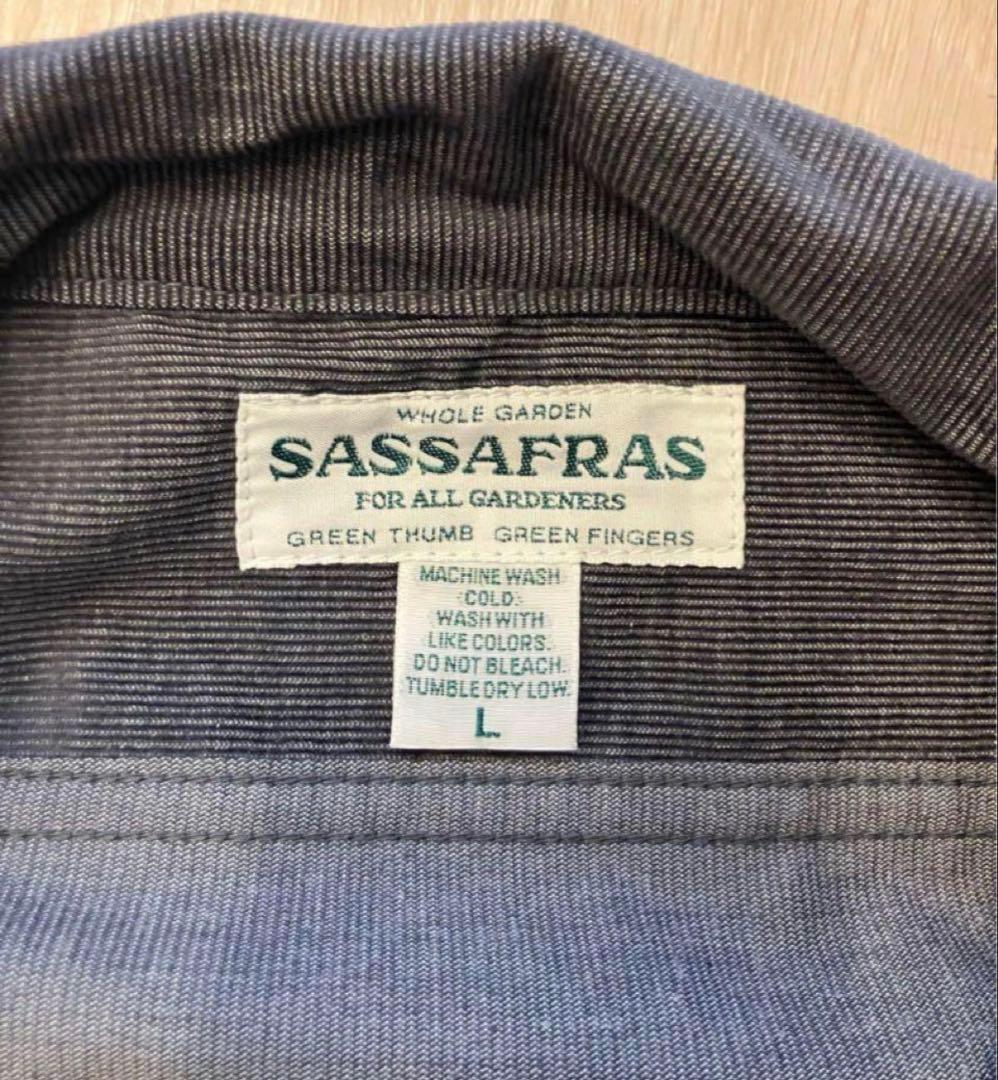 WHOLE GARDEN
SASSAFRAS
FOR ALL GARDENERS
GREEN THUMB GREEN FINGERS
MACHINE WASH
COLD.
WASH WITH
LIKE COLORS.
DO NOT BLEACH.
TUMBLE DRY LOW.
L